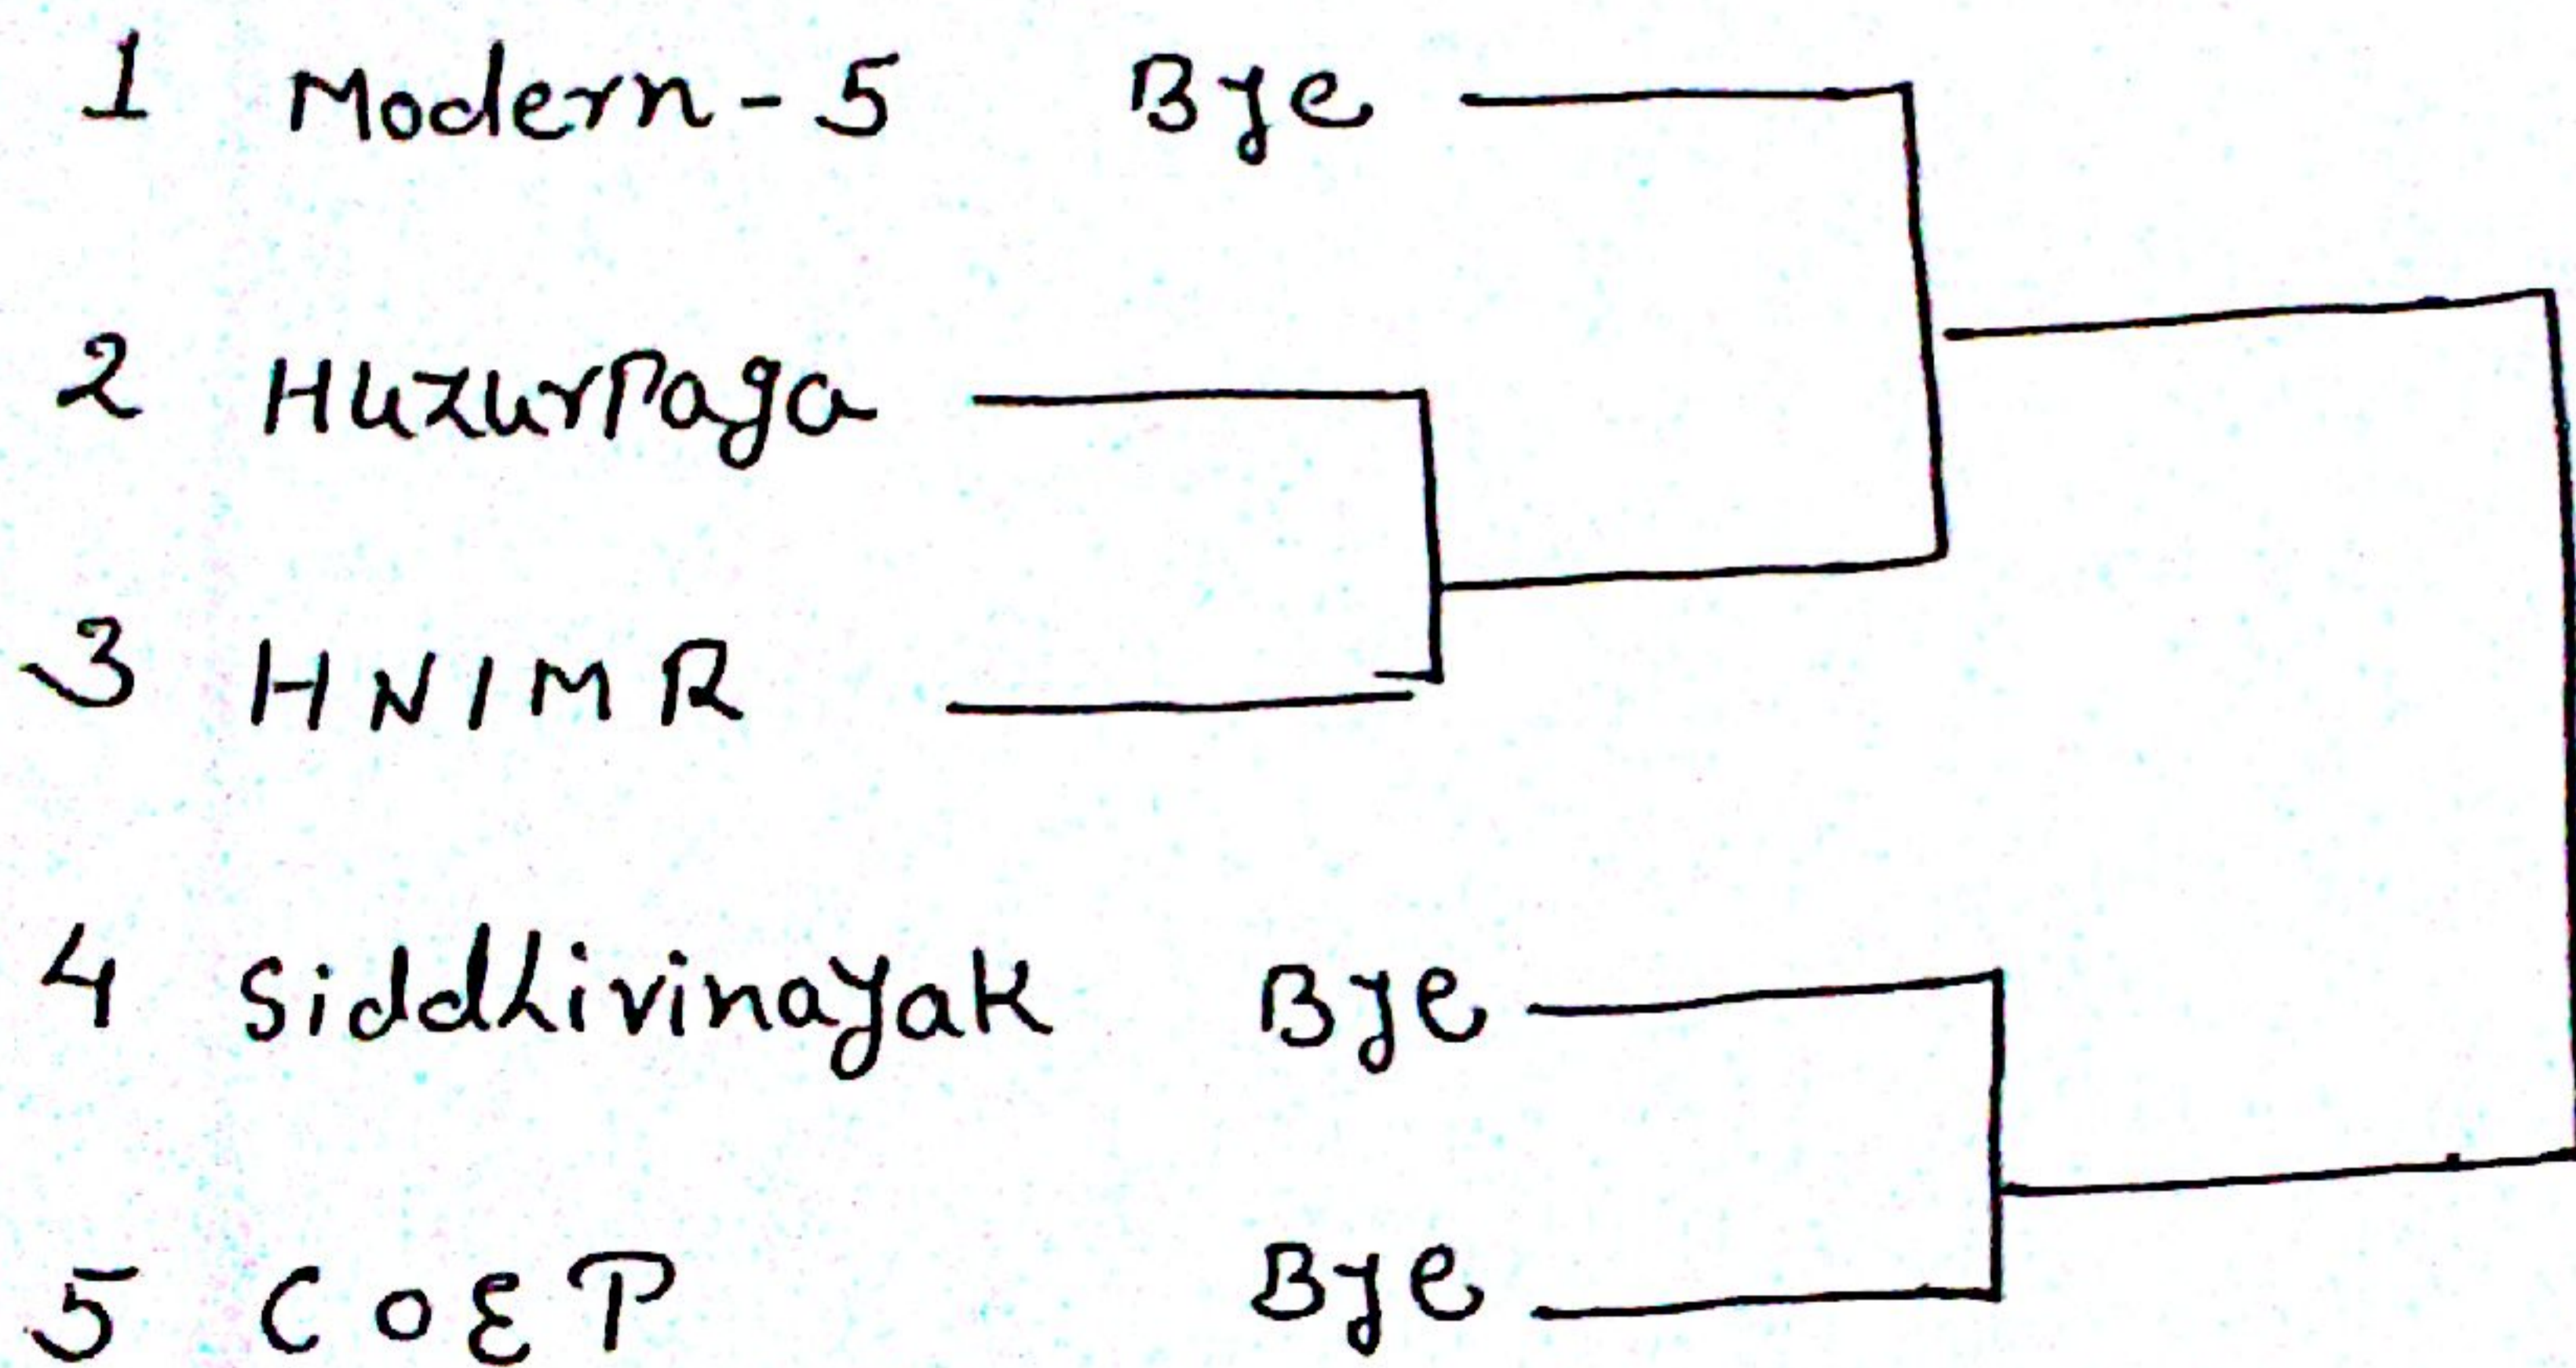 1 Modern-5 Bye
2 HuzurPaga
3 HNIMR
4 Siddhivinayak Bye
5 COEP Bye